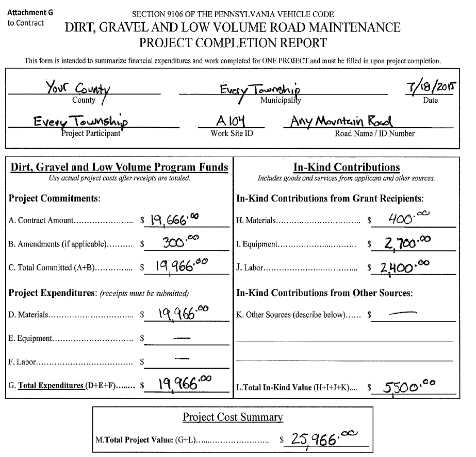 Attachment G
to Contract
SECTION 9106 OF THE PENNSYLVANIA VEHICLE CODE
DIRT, GRAVEL AND LOW VOLUME ROAD MAINTENANCE
PROJECT COMPLETION REPORT
This form is intended to summarize financial expenditures and work completed for ONE PROJECT and must be filled in upon project completion.
Your County Every Township 7/18/2015
County Municipality Date
Every Township A104 Any Mountain Road
Project Participant Work Site ID Road Name / ID Number
Dirt, Gravel and Low Volume Program Funds
Use actual project costs after receipts are totaled.
Project Commitments:
A. Contract Amount..................... $ 19,666.00
B. Amendments (if applicable).......... $ 300.00
C. Total Committed (A+B)................ $ 19,966.00
Project Expenditures: (receipts must be submitted)
D. Materials.............................. $ 19,966.00
E. Equipment............................. $ —
F. Labor................................... $ —
G. Total Expenditures (D+E+F)....... $ 19,966.00
In-Kind Contributions
Includes goods and services from applicant and other sources.
In-Kind Contributions from Grant Recipients:
H. Materials............................... $ 400.00
I. Equipment............................... $ 2,700.00
J. Labor.................................... $ 2,400.00
In-Kind Contributions from Other Sources:
K. Other Sources (describe below)...... $ —
L. Total In-Kind Value (H+I+J+K).... $ 5500.00
Project Cost Summary
M. Total Project Value: (G+L)........................ $ 25,966.00